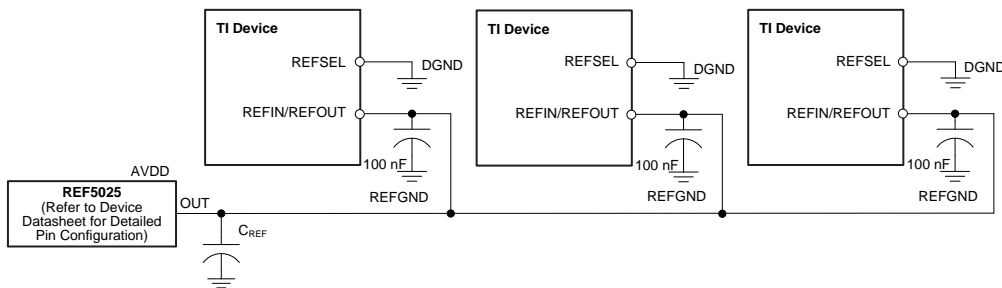 TI Device
REFSEL
DGND
REFIN/REFOUT
100 nF
REFGND
TI Device
REFSEL
DGND
REFIN/REFOUT
100 nF
REFGND
TI Device
REFSEL
DGND
REFIN/REFOUT
100 nF
REFGND
AVDD
REF5025
(Refer to Device
Datasheet for Detailed
Pin Configuration)
OUT
CREF